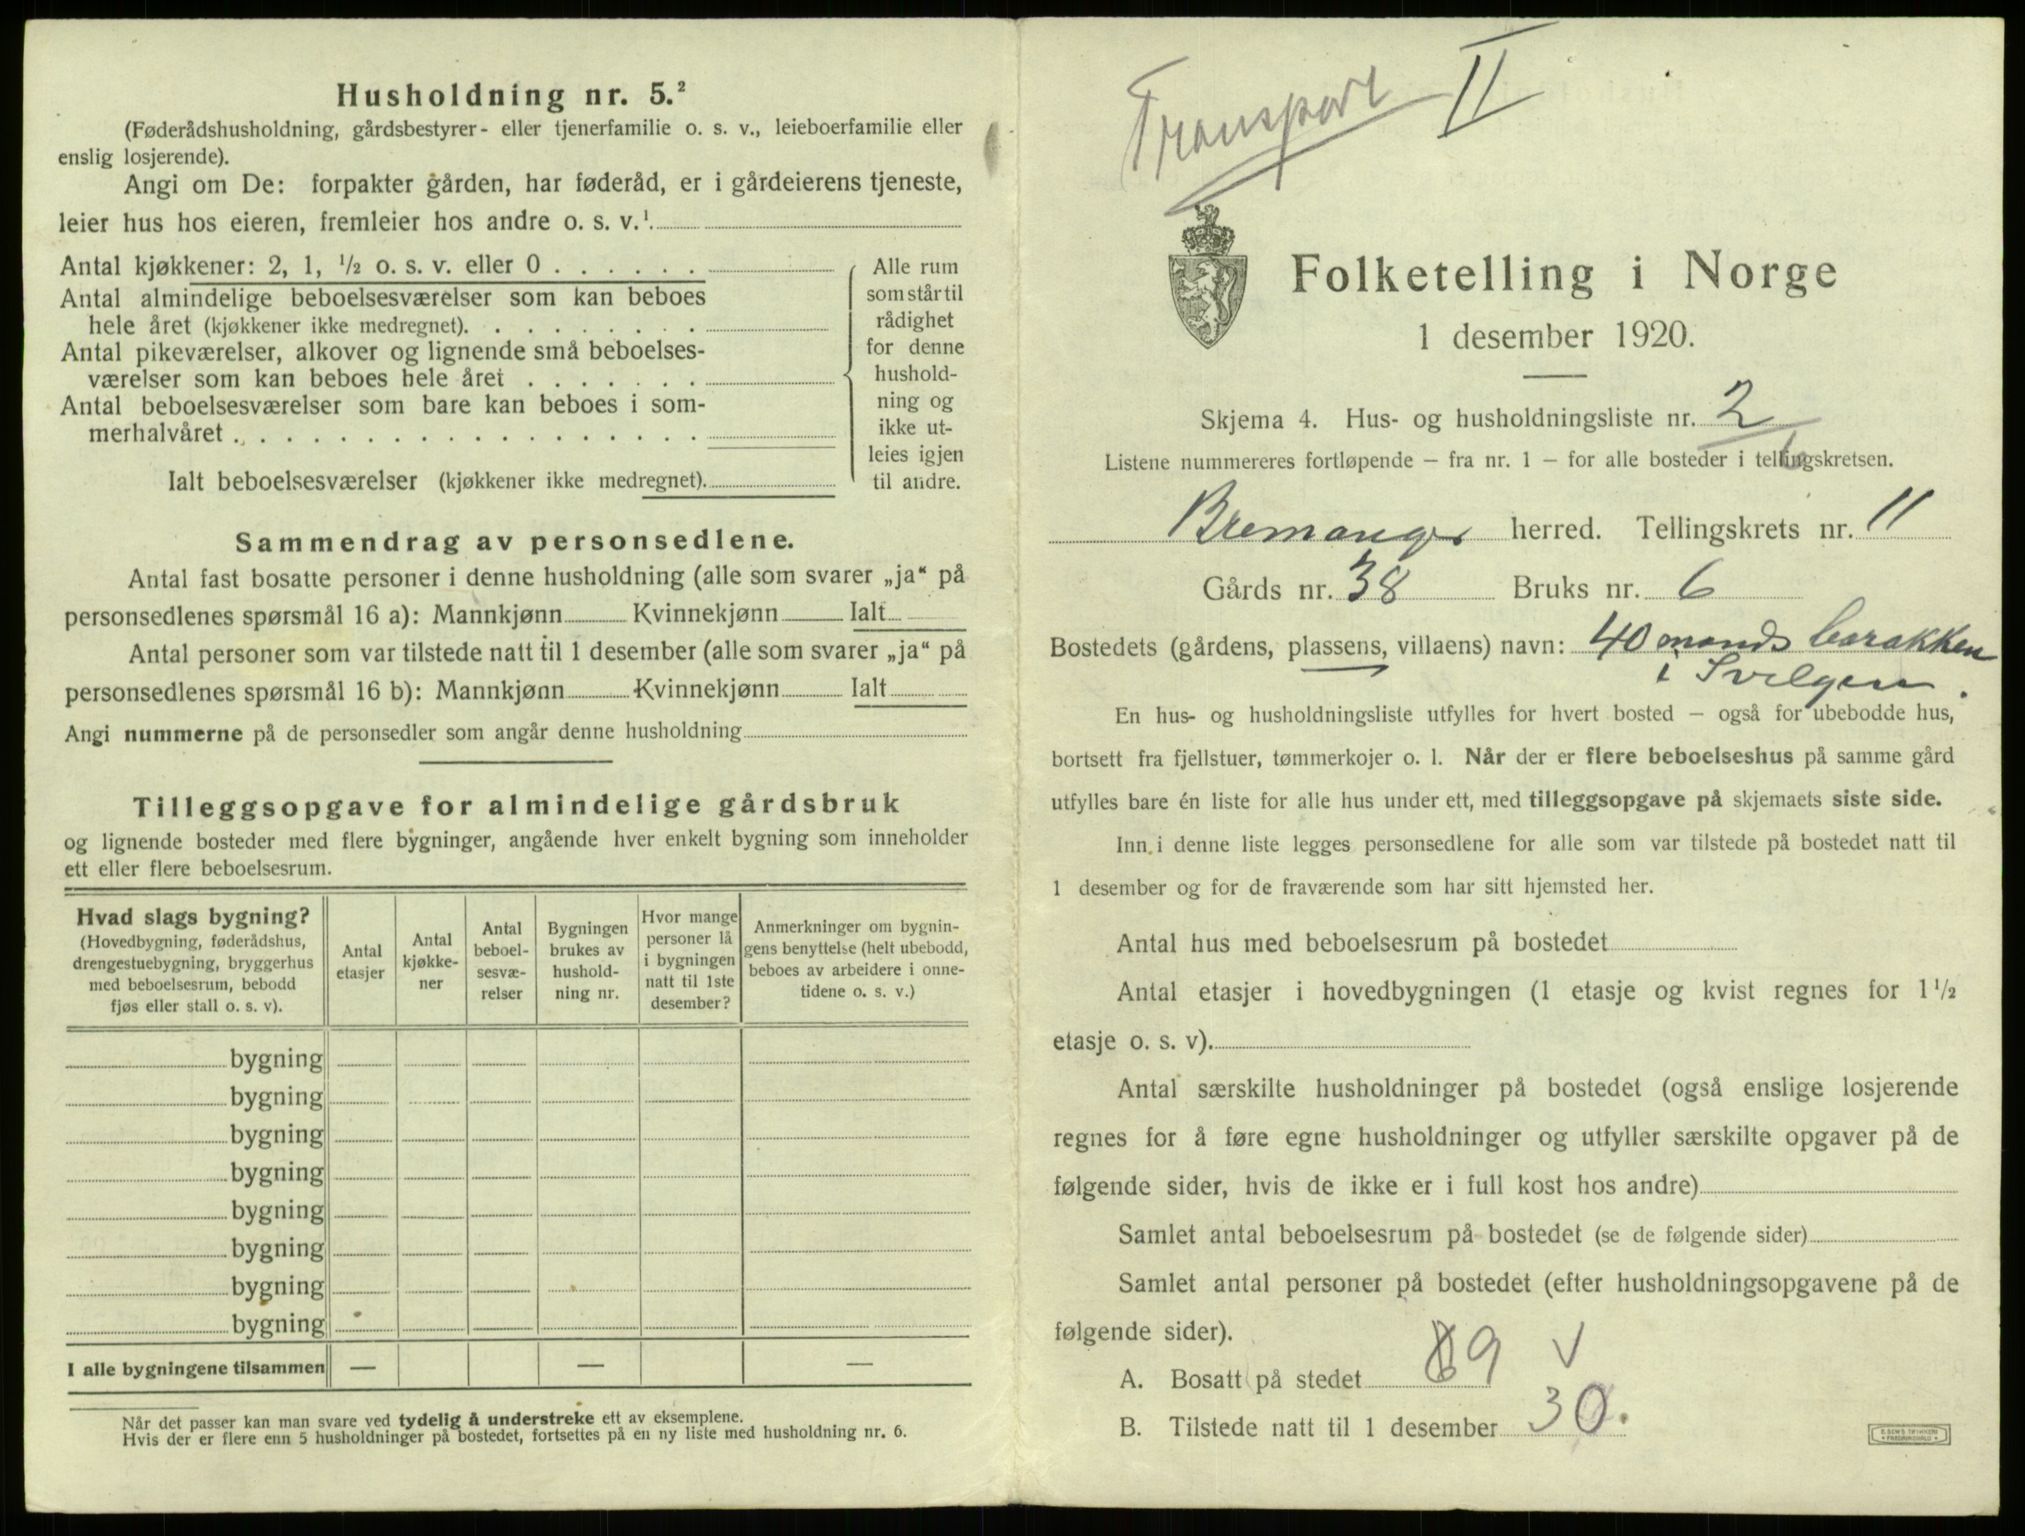 Husholdning nr. 5.²
(Føderådshusholdning, gårdsbestyrer- eller tjenerfamilie o. s. v., leieboerfamilie eller
enslig losjerende).
Angi om De: forpakter gården, har føderåd, er i gårdeierens tjeneste,
leier hus hos eieren, fremleier hos andre o. s. v.¹
Antal kjøkkener: 2, 1, ½ o. s. v. eller 0 . . . . . .
Antal almindelige beboelsesværelser som kan beboes
hele året (kjøkkener ikke medregnet). . . . . . . . .
Antal pikeværelser, alkover og lignende små beboelses-
værelser som kan beboes hele året . . . . . . .
Antal beboelsesværelser som bare kan beboes i som-
merhalvåret . . . . . . . . . . . . . . . . . .
Ialt beboelsesværelser (kjøkkener ikke medregnet).
Alle rum
som står til
rådighet
for denne
hushold-
ning og
ikke ut-
leies igjen
til andre.
Sammendrag av personsedlene.
Antal fast bosatte personer i denne husholdning (alle som svarer „ja“ på
personsedlenes spørsmål 16 a): Mannkjønn Kvinnekjønn Ialt
Antal personer som var tilstede natt til 1 desember (alle som svarer „ja“ på
personsedlenes spørsmål 16 b): Mannkjønn Kvinnekjønn Ialt
Angi nummerne på de personsedler som angår denne husholdning
Tilleggsopgave for almindelige gårdsbruk
og lignende bosteder med flere bygninger, angående hver enkelt bygning som inneholder
ett eller flere beboelsesrum.
Hvad slags bygning?
(Hovedbygning, føderådshus,
drengestuebygning, bryggerhus
med beboelsesrum, bebodd
fjøs eller stall o. s. v).
Antal
etasjer
Antal
kjøkke-
ner
Antal
beboel-
sesvæ-
relser
Bygningen
brukes av
hushold-
ning nr.
Hvor mange
personer lå
i bygningen
natt til 1ste
desember?
Anmerkninger om bygnin-
gens benyttelse (helt ubebodd,
beboes av arbeidere i onne-
tidene o. s. v.)
bygning
bygning
bygning
bygning
bygning
bygning
bygning
bygning
I alle bygningene tilsammen — — —
Når det passer kan man svare ved tydelig å understreke ett av eksemplene.
Hvis der er flere enn 5 husholdninger på bostedet, fortsettes på en ny liste med husholdning nr. 6.
Transport II
Folketelling i Norge
1 desember 1920.
Skjema 4. Hus- og husholdningsliste nr. 2
Listene nummereres fortløpende – fra nr. 1 – for alle bosteder i tellingskretsen.
Bremanger herred. Tellingskrets nr. 11
Gårds nr. 38 Bruks nr. 6
Bostedets (gårdens, plassens, villaens) navn: 40 mands barakken
i Svelgen.
En hus- og husholdningsliste utfylles for hvert bosted – også for ubebodde hus,
bortsett fra fjellstuer, tømmerkojer o. l. Når der er flere beboelseshus på samme gård
utfylles bare én liste for alle hus under ett, med tilleggsopgave på skjemaets siste side.
Inn i denne liste legges personsedlene for alle som var tilstede på bostedet natt til
1 desember og for de fraværende som har sitt hjemsted her.
Antal hus med beboelsesrum på bostedet
Antal etasjer i hovedbygningen (1 etasje og kvist regnes for 1½
etasje o. s. v).
Antal særskilte husholdninger på bostedet (også enslige losjerende
regnes for å føre egne husholdninger og utfyller særskilte opgaver på de
følgende sider, hvis de ikke er i full kost hos andre)
Samlet antal beboelsesrum på bostedet (se de følgende sider)
Samlet antal personer på bostedet (efter husholdningsopgavene på de
følgende sider).
A. Bosatt på stedet 9 v
B. Tilstede natt til 1 desember 30.